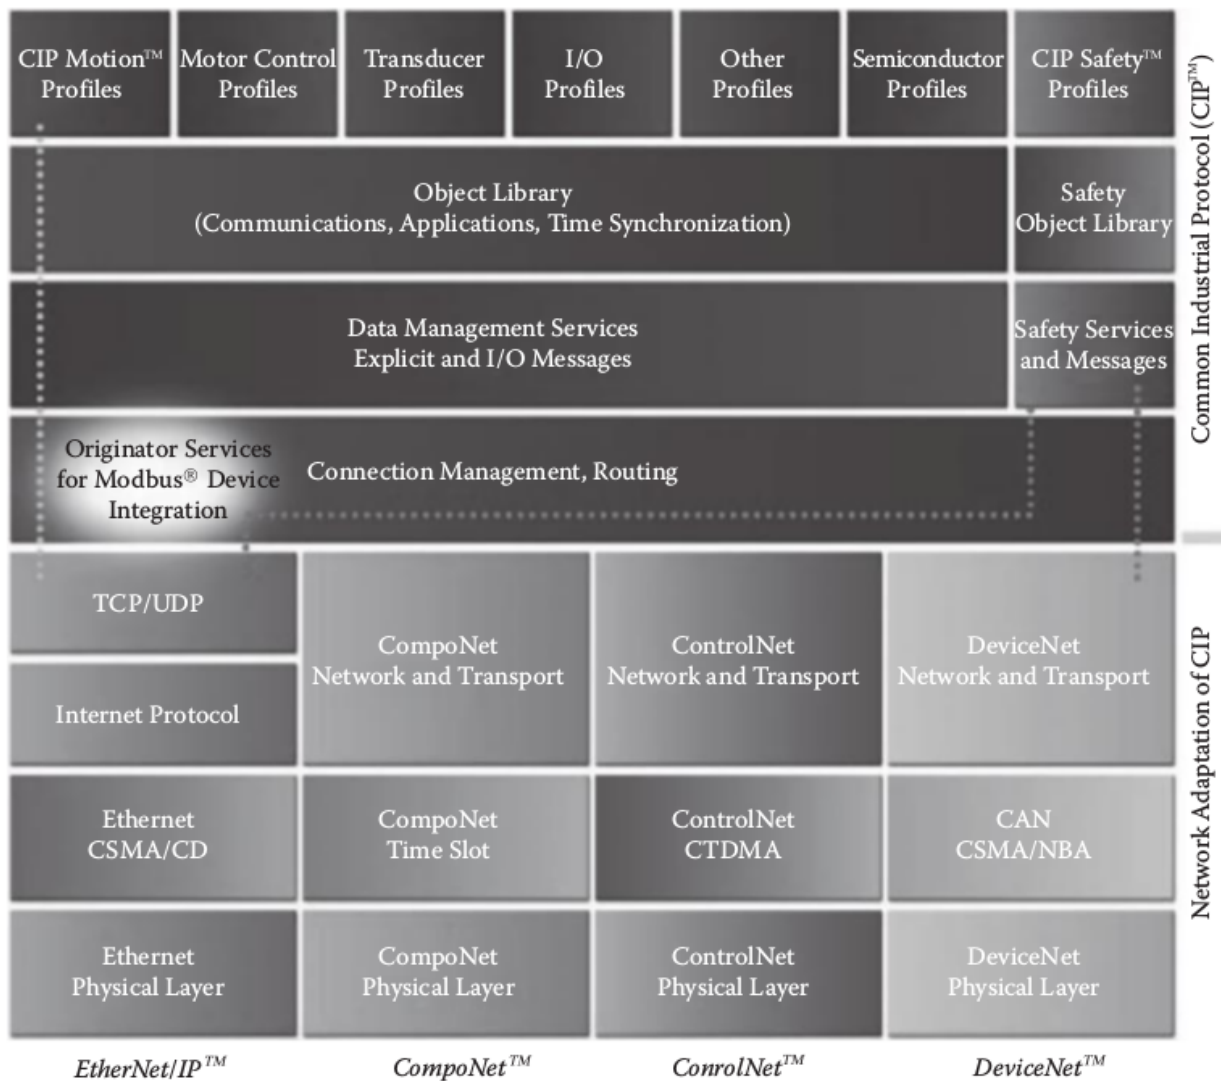 CIP Motion™
Profiles
Motor Control
Profiles
Transducer
Profiles
I/O
Profiles
Other
Profiles
Semiconductor
Profiles
CIP Safety™
Profiles
Object Library
(Communications, Applications, Time Synchronization)
Safety
Object Library
Data Management Services
Explicit and I/O Messages
Safety Services
and Messages
Originator Services
for Modbus® Device
Integration
Connection Management, Routing
Common Industrial Protocol (CIP™)
TCP/UDP
Internet Protocol
CompoNet
Network and Transport
ControlNet
Network and Transport
DeviceNet
Network and Transport
Ethernet
CSMA/CD
CompoNet
Time Slot
ControlNet
CTDMA
CAN
CSMA/NBA
Ethernet
Physical Layer
CompoNet
Physical Layer
ControlNet
Physical Layer
DeviceNet
Physical Layer
Network Adaptation of CIP
EtherNet/IP™
CompoNet™
ConrolNet™
DeviceNet™